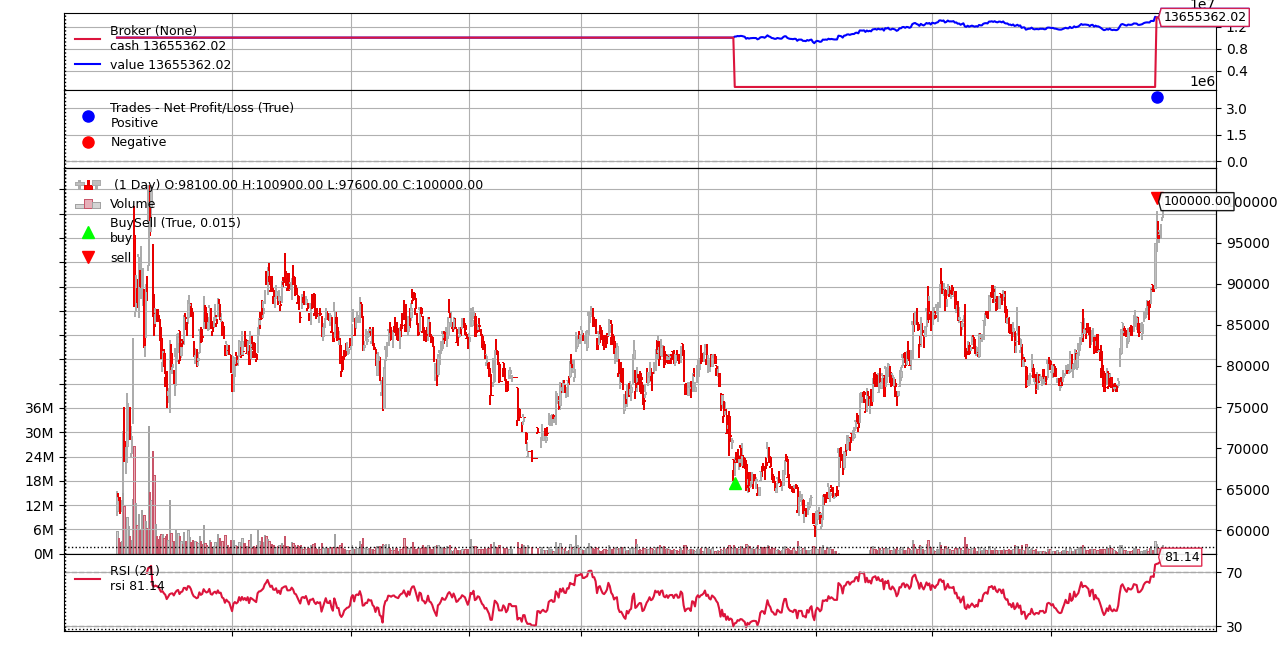 1e7
Broker (None)
cash 13655362.02
value 13655362.02
13655362.02
1.2
0.8
0.4
1e6
Trades - Net Profit/Loss (True)
Positive
Negative
3.0
1.5
0.0
(1 Day) O:98100.00 H:100900.00 L:97600.00 C:100000.00
Volume
BuySell (True, 0.015)
buy
sell
100000.00
95000
90000
85000
80000
75000
70000
65000
60000
36M
30M
24M
18M
12M
6M
0M
RSI (21)
rsi 81.14
81.14
70
30